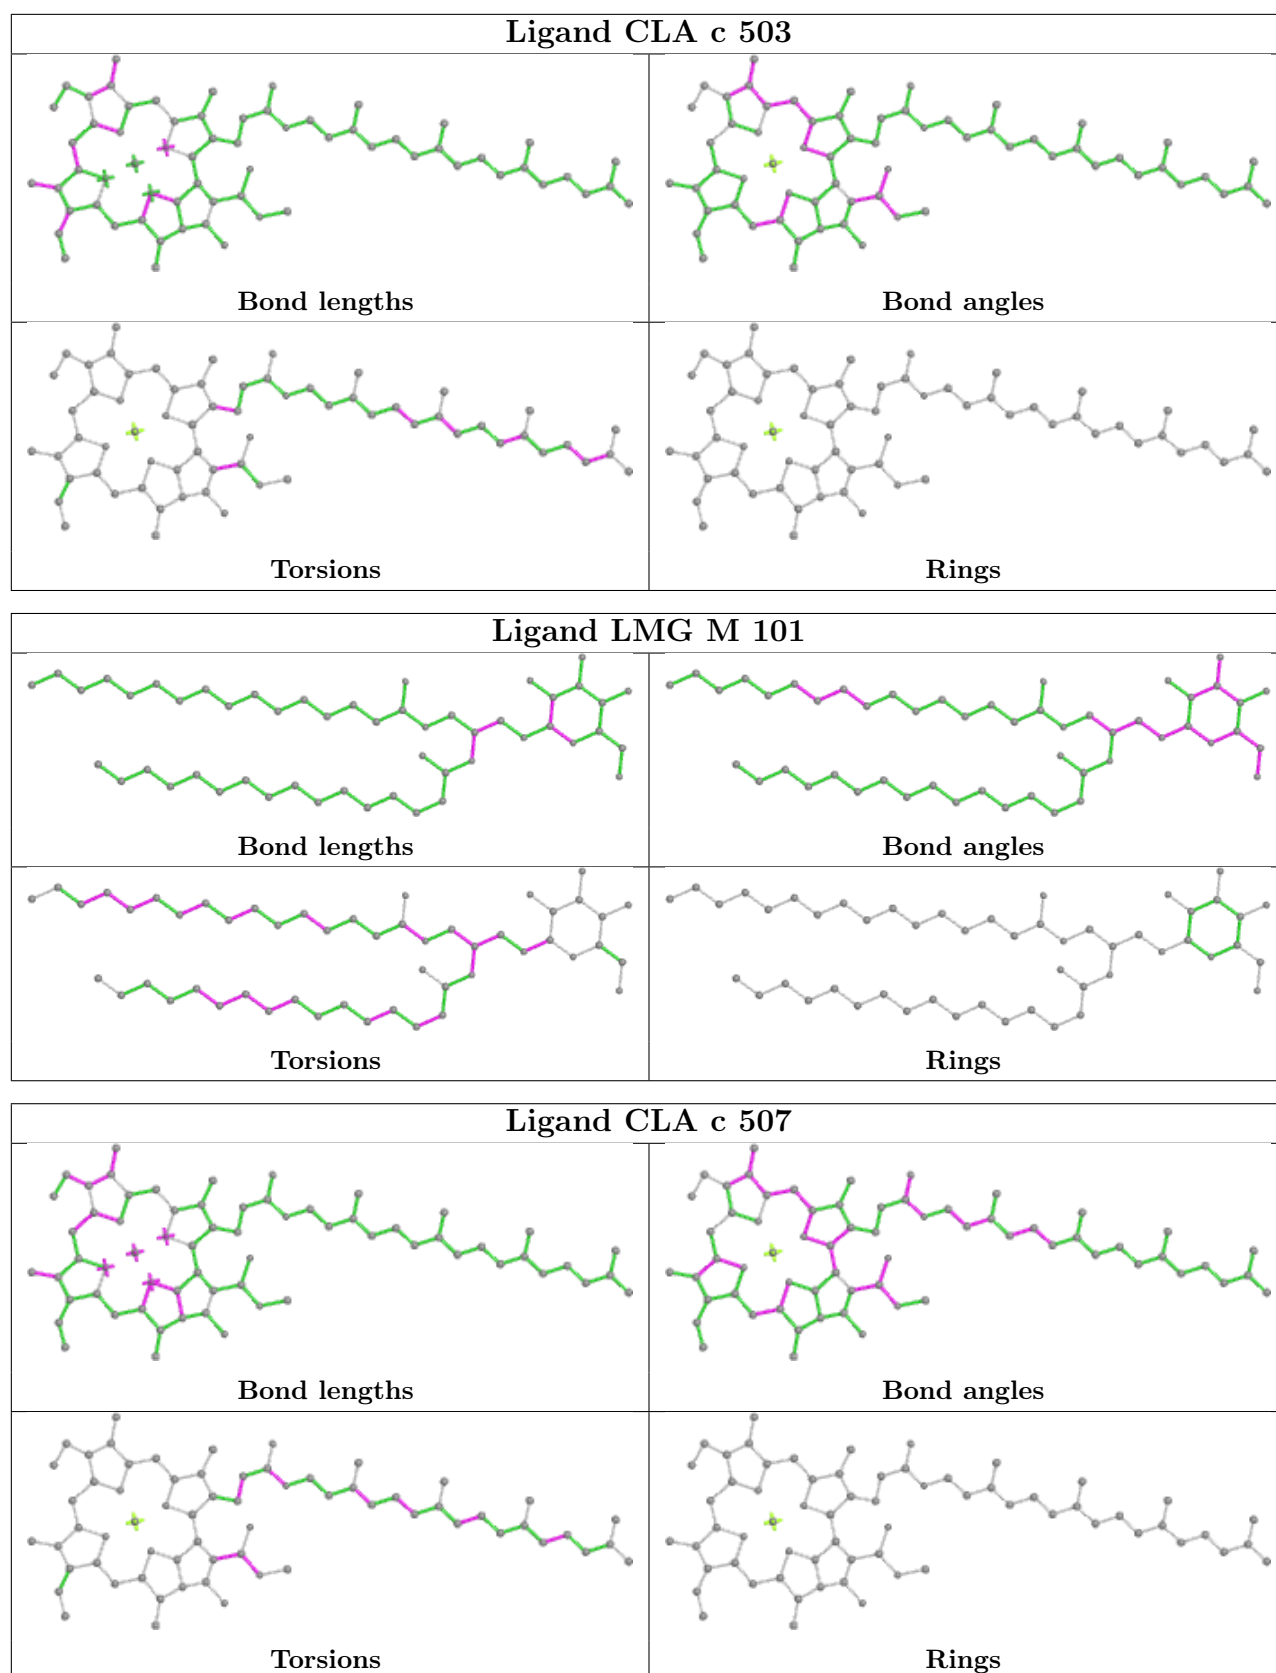 Ligand CLA c 503
Bond lengths
Bond angles
Torsions
Rings
Ligand LMG M 101
Bond lengths
Bond angles
Torsions
Rings
Ligand CLA c 507
Bond lengths
Bond angles
Torsions
Rings